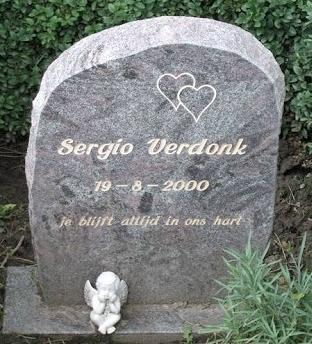 Sergio Verdonk
19-8-2000
je blijft altijd in ons hart